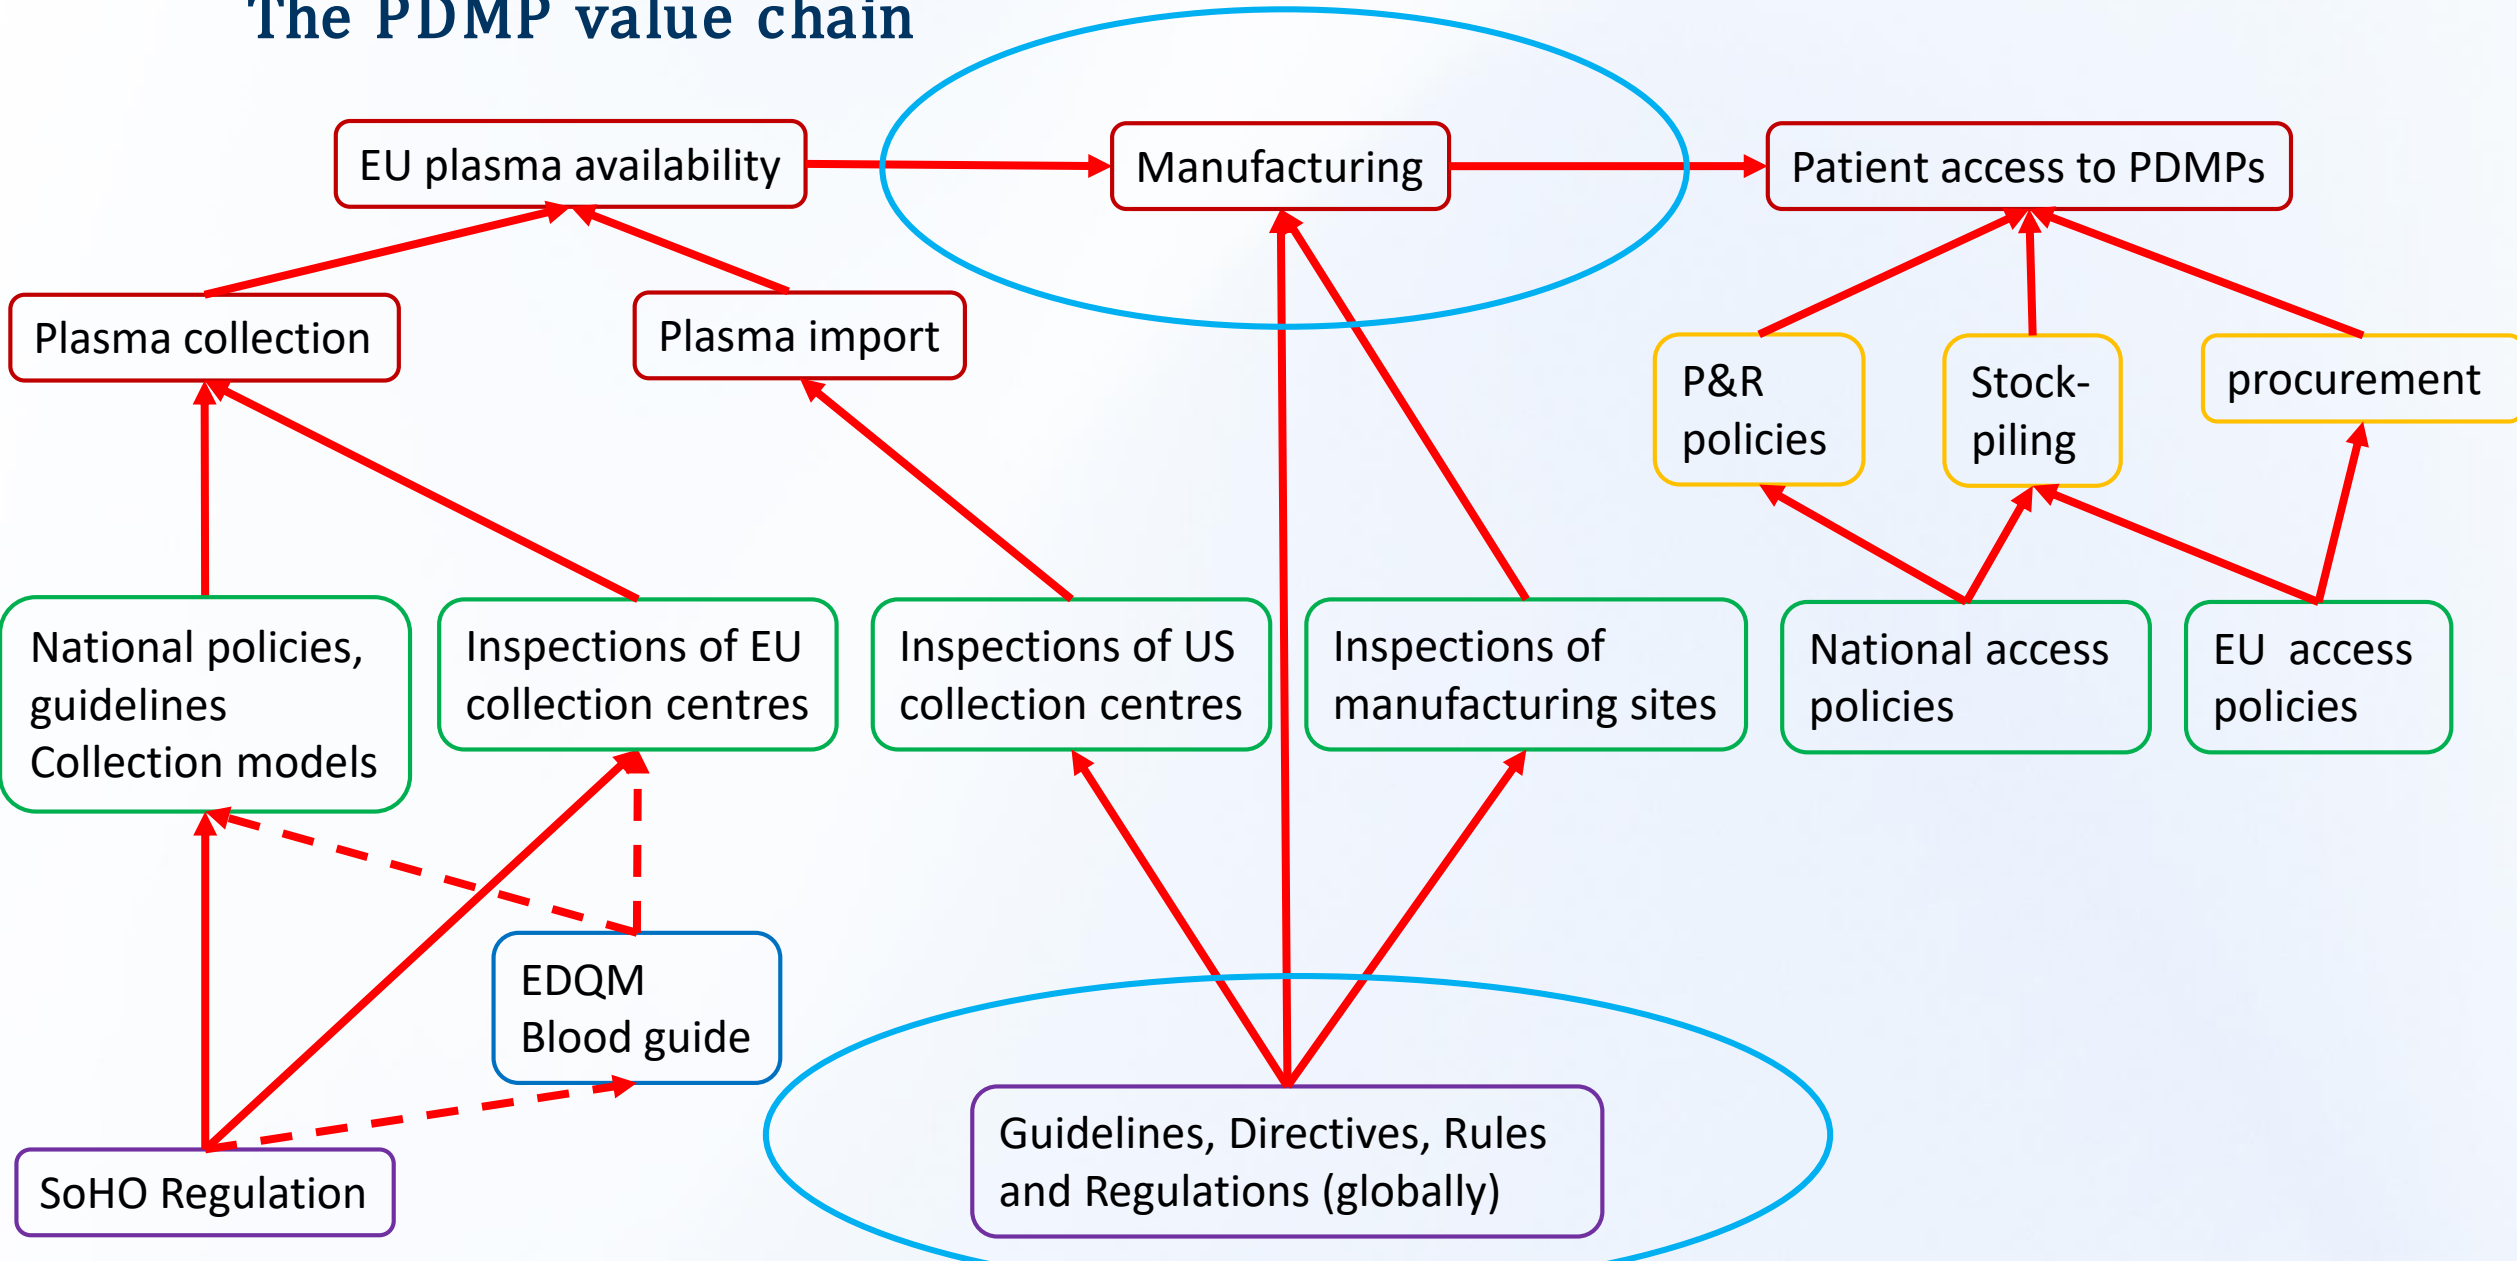 The PDMP value chain
EU plasma availability
Manufacturing
Patient access to PDMPs
Plasma collection
Plasma import
P&R
policies
Stock-
piling
procurement
National policies,
guidelines
Collection models
Inspections of EU
collection centres
Inspections of US
collection centres
Inspections of
manufacturing sites
National access
policies
EU access
policies
EDQM
Blood guide
SoHO Regulation
Guidelines, Directives, Rules
and Regulations (globally)